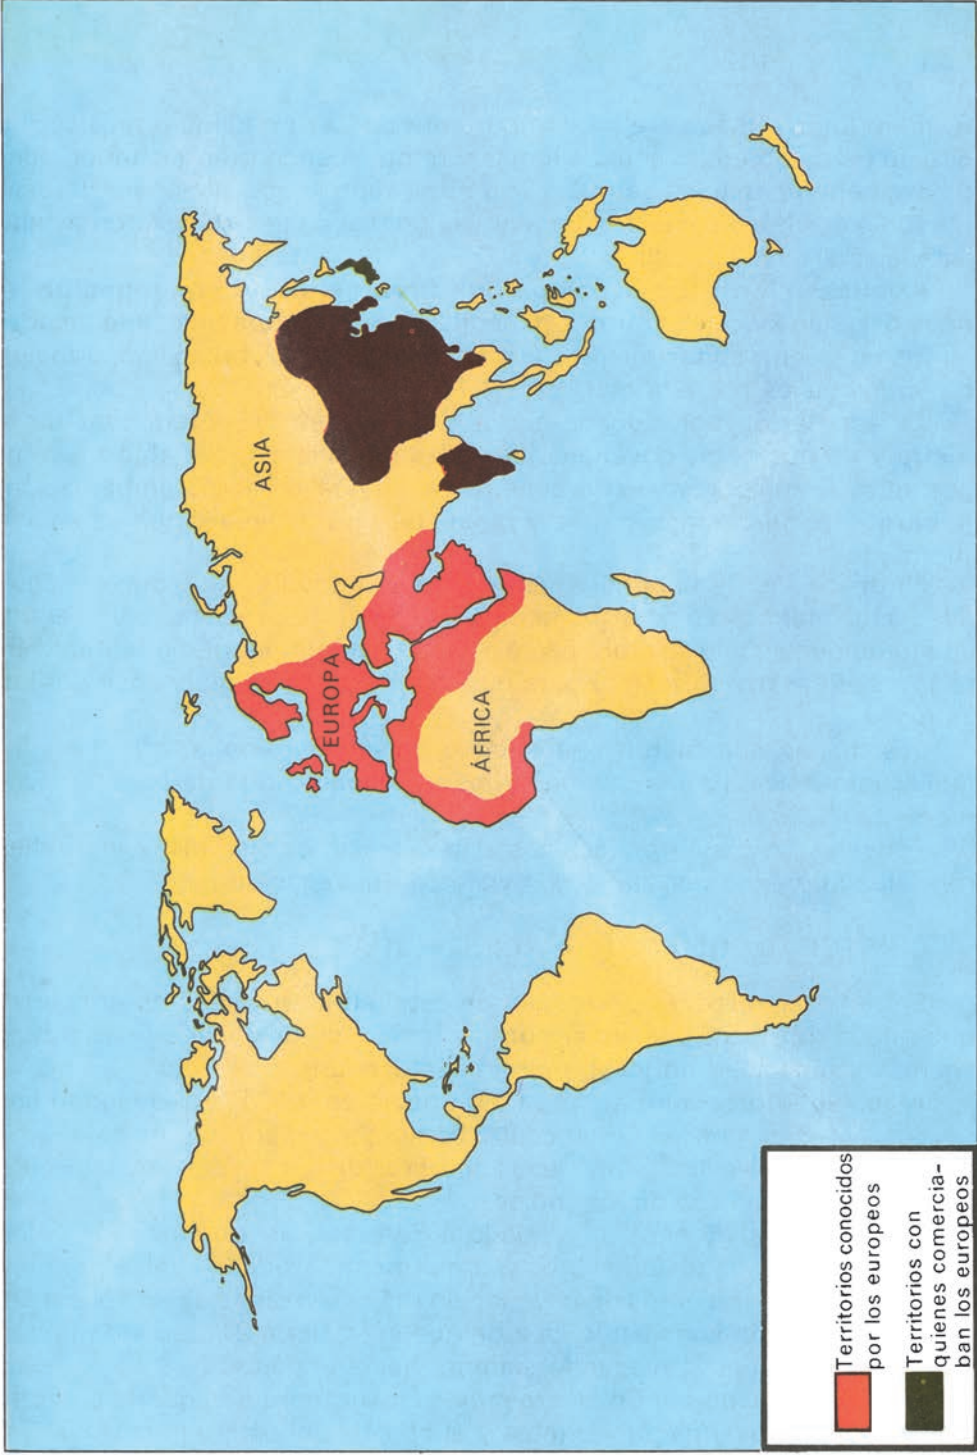 ASIA
EUROPA
ÁFRICA
Territorios conocidos
por los europeos
Territorios con
quienes comercia-
ban los europeos